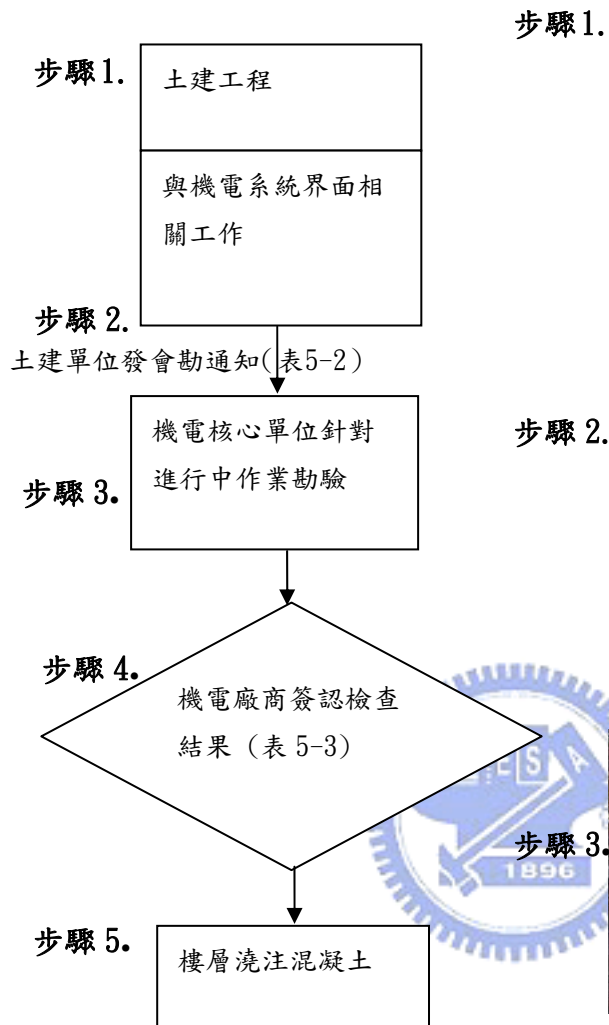 步驟1.
土建工程
與機電系統界面相
關工作
步驟 2.
土建單位發會勘通知(表5-2)
機電核心單位針對
進行中作業勘驗
步驟 3.
步驟 4.
機電廠商簽認檢查
結果（表 5-3）
步驟 5.
樓層澆注混凝土
步驟1.
步驟 2.
步驟 3.
E S A
1896